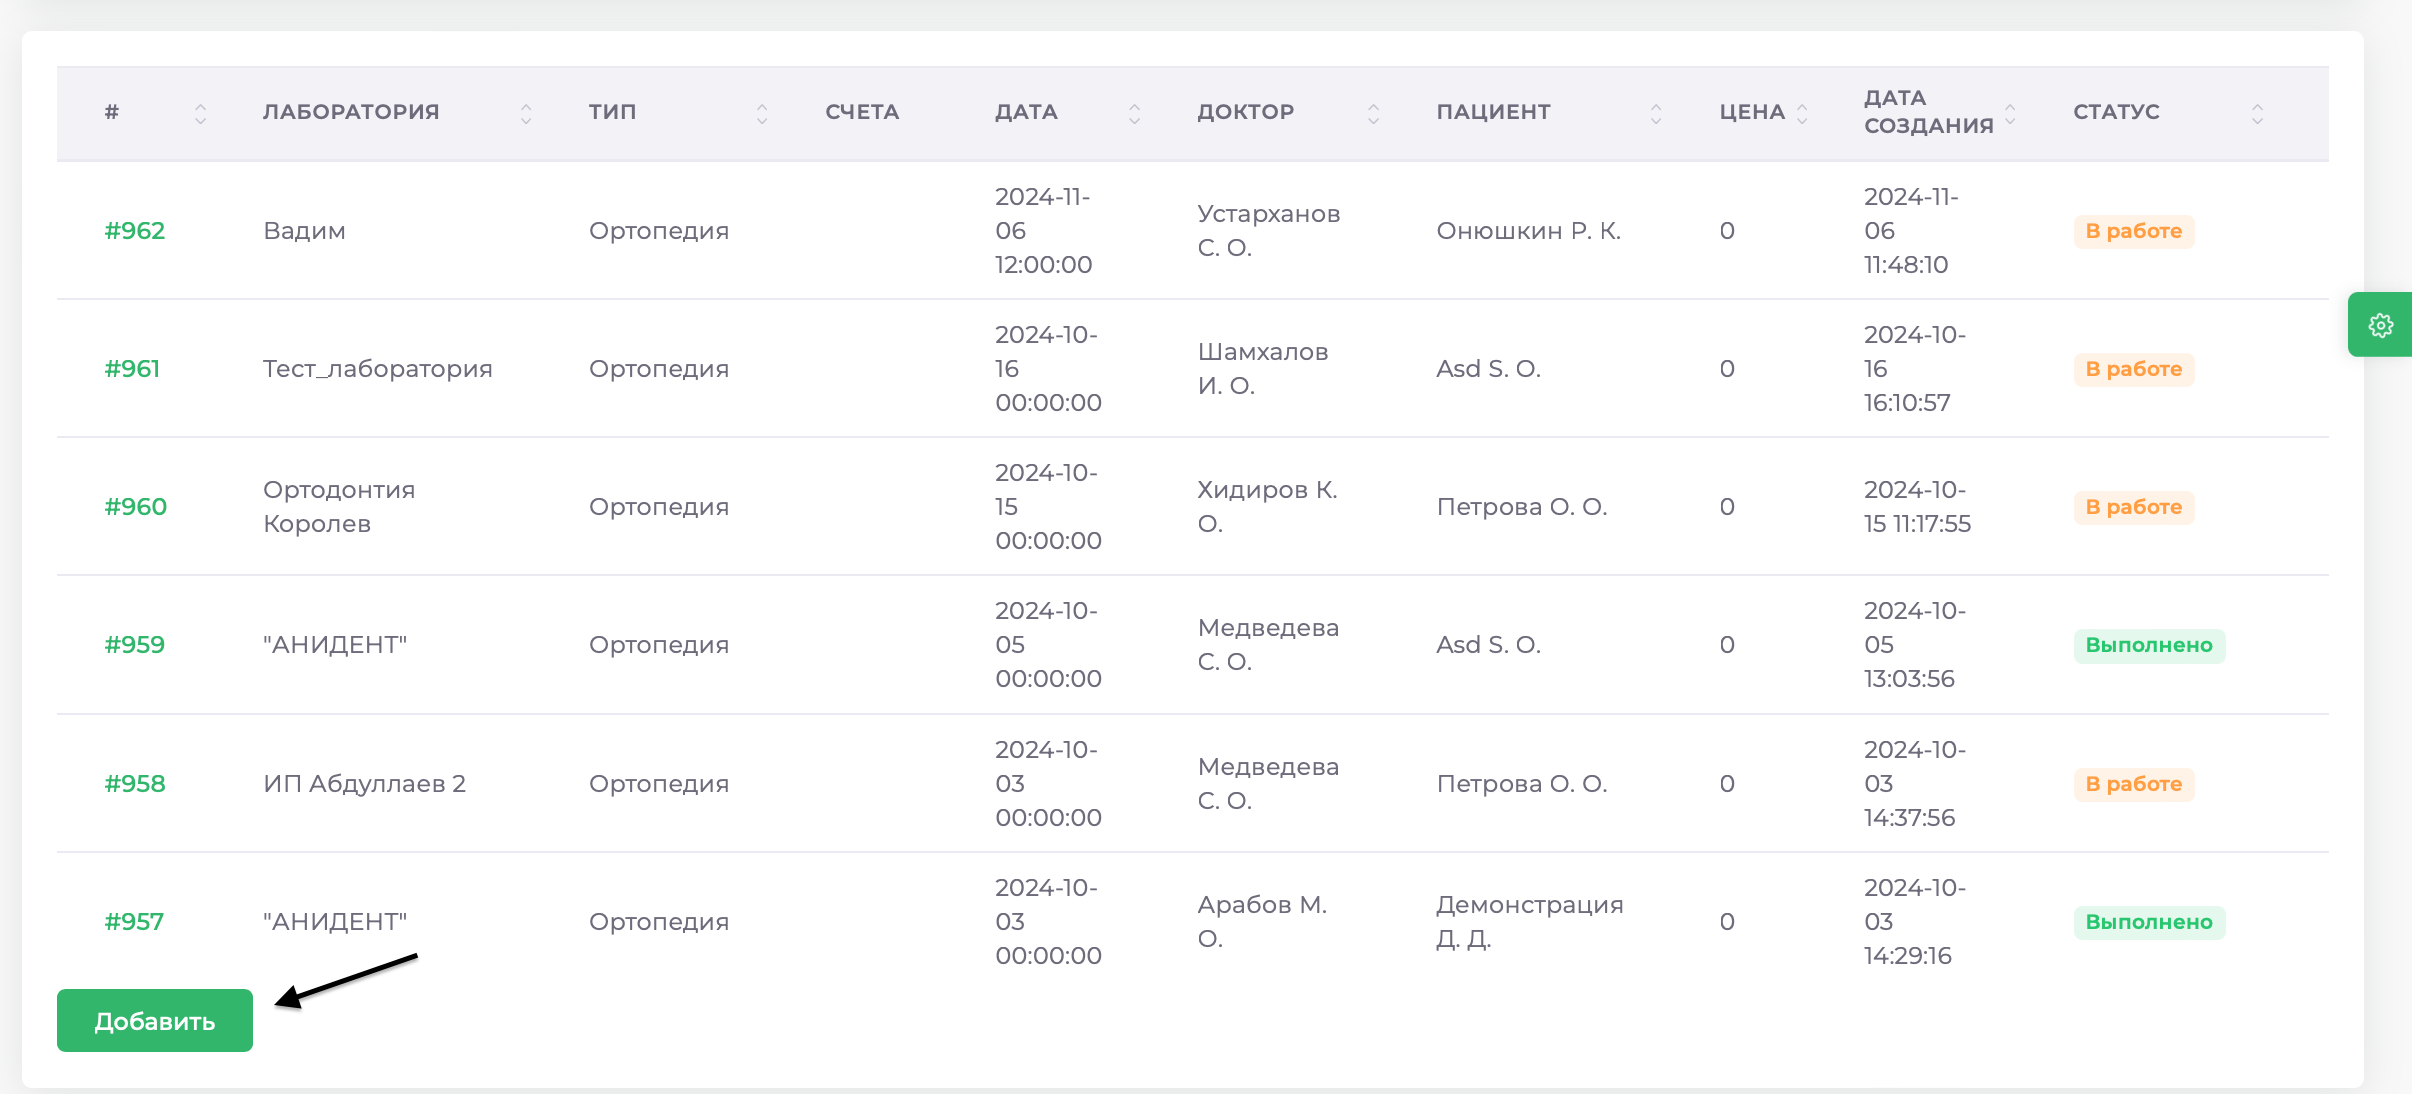 # ЛАБОРАТОРИЯ ТИП СЧЕТА ДАТА ДОКТОР ПАЦИЕНТ ЦЕНА ДАТА СОЗДАНИЯ СТАТУС
#962 Вадим Ортопедия 2024-11-06 12:00:00 Устарханов С. О. Онюшкин Р. К. 0 2024-11-06 11:48:10 В работе
#961 Тест_лаборатория Ортопедия 2024-10-16 00:00:00 Шамхалов И. О. Asd S. O. 0 2024-10-16 16:10:57 В работе
#960 Ортодонтия Королев Ортопедия 2024-10-15 00:00:00 Хидиров К. О. Петрова О. О. 0 2024-10-15 11:17:55 В работе
#959 "АНИДЕНТ" Ортопедия 2024-10-05 00:00:00 Медведева С. О. Asd S. O. 0 2024-10-05 13:03:56 Выполнено
#958 ИП Абдуллаев 2 Ортопедия 2024-10-03 00:00:00 Медведева С. О. Петрова О. О. 0 2024-10-03 14:37:56 В работе
#957 "АНИДЕНТ" Ортопедия 2024-10-03 00:00:00 Арабов М. О. Демонстрация Д. Д. 0 2024-10-03 14:29:16 Выполнено
Добавить